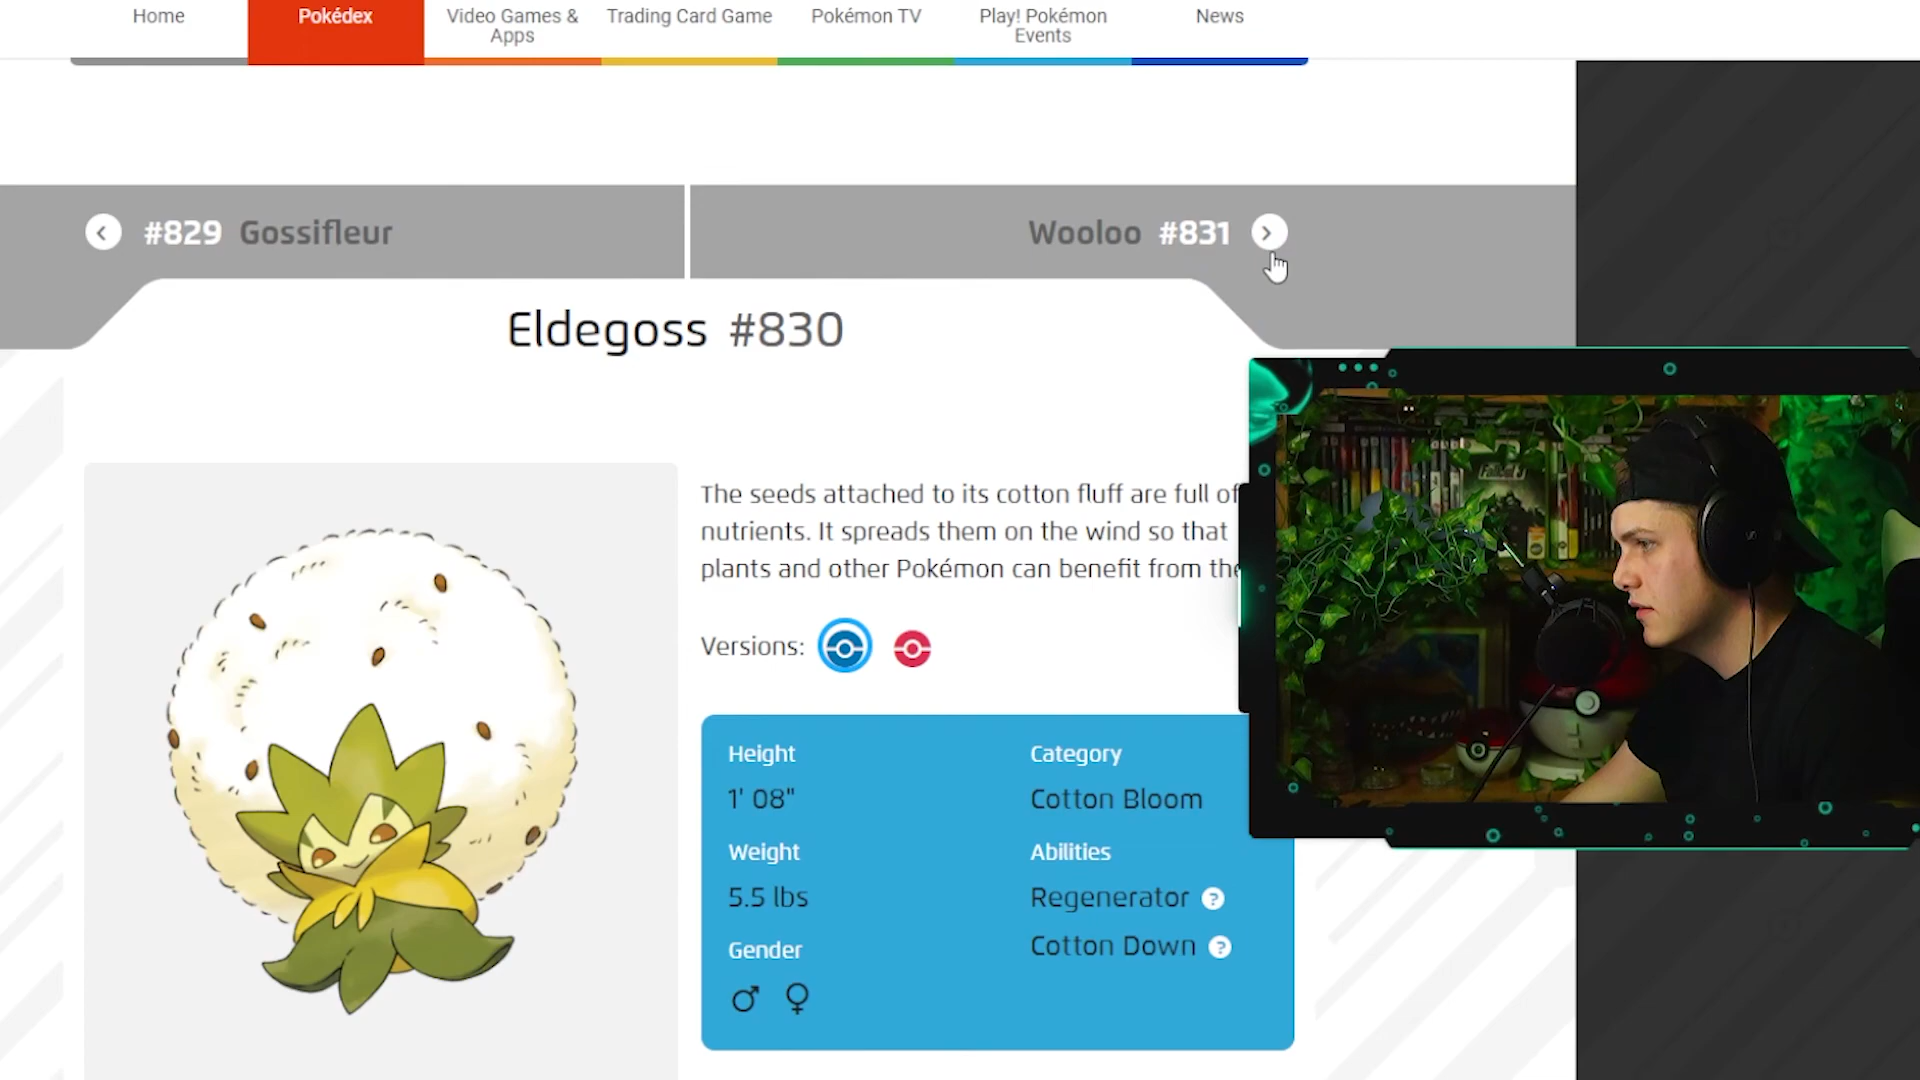 Home
Pokédex
Video Games &
Apps
Trading Card Game
Pokémon TV
Play! Pokémon
Events
News
#829 Gossifleur
Wooloo #831
Eldegoss #830
The seeds attached to its cotton fluff are full of
nutrients. It spreads them on the wind so that
plants and other Pokémon can benefit from the
Versions:
Height
1' 08"
Weight
5.5 lbs
Gender
Category
Cotton Bloom
Abilities
Regenerator ?
Cotton Down ?